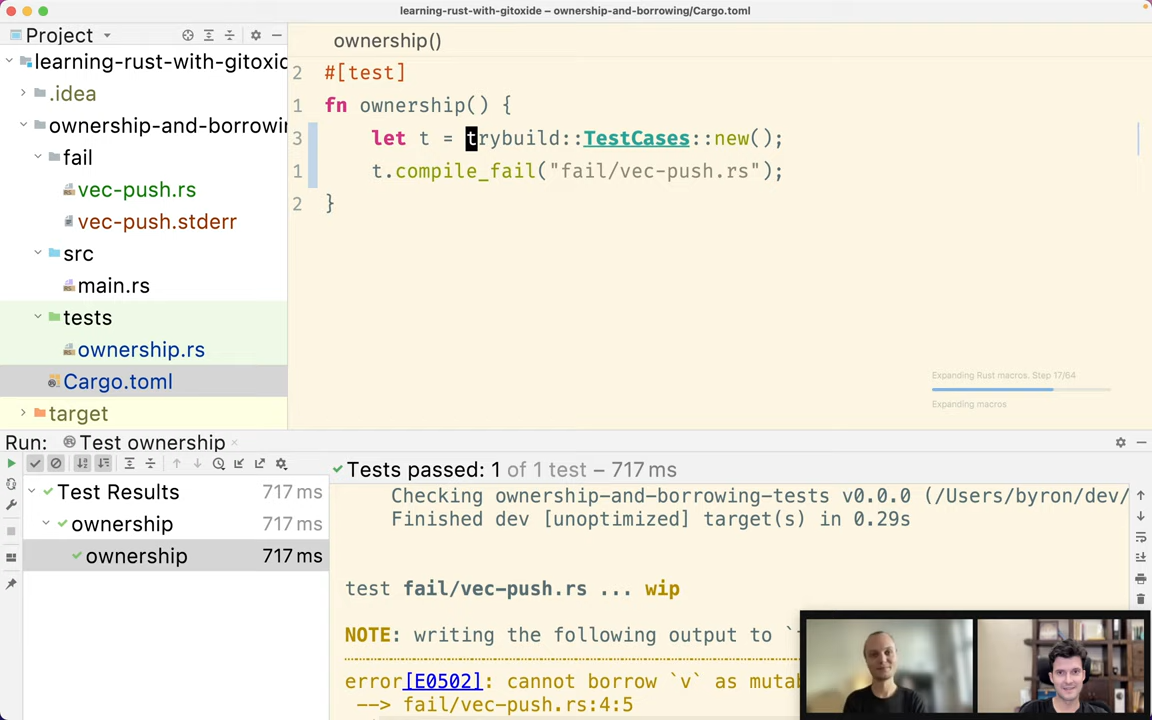 learning-rust-with-gitoxide – ownership-and-borrowing/Cargo.toml
Project
learning-rust-with-gitoxid
.idea
ownership-and-borrowi
fail
vec-push.rs
vec-push.stderr
src
main.rs
tests
ownership.rs
Cargo.toml
target
ownership()
2 #[test]
1 fn ownership() {
3 let t = trybuild::TestCases::new();
1 t.compile_fail("fail/vec-push.rs");
2 }
Expanding Rust macros. Step 17/64
Expanding macros
Run: Test ownership
Tests passed: 1 of 1 test – 717 ms
Test Results 717 ms
ownership 717 ms
ownership 717 ms
Checking ownership-and-borrowing-tests v0.0.0 (/Users/byron/dev/
Finished dev [unoptimized] target(s) in 0.29s
test fail/vec-push.rs ... wip
NOTE: writing the following output to `
error[E0502]: cannot borrow `v` as mutab
--> fail/vec-push.rs:4:5